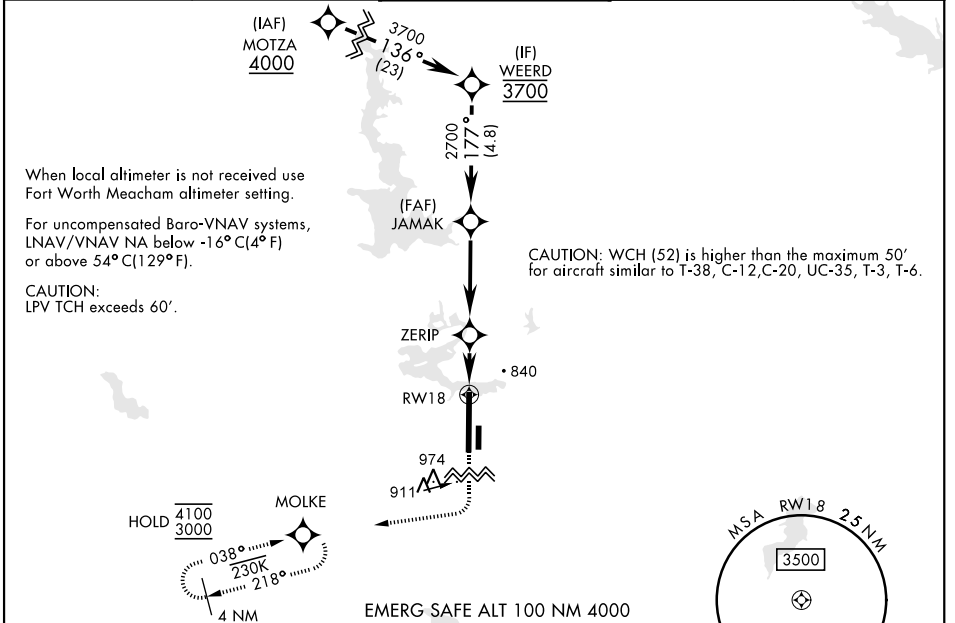 (IAF)
MOTZA
4000
3700
136°
(23)
(IF)
WEERD
3700
2700
177°
(4.8)
When local altimeter is not received use
Fort Worth Meacham altimeter setting.
For uncompensated Baro-VNAV systems,
LNAV/VNAV NA below -16°C(4°F)
or above 54°C(129°F).
CAUTION:
LPV TCH exceeds 60'.
(FAF)
JAMAK
CAUTION: WCH (52) is higher than the maximum 50'
for aircraft similar to T-38, C-12,C-20, UC-35, T-3, T-6.
ZERIP
840
RW18
974
911
MOLKE
HOLD 4100
3000
038°
230K
218°
4 NM
EMERG SAFE ALT 100 NM 4000
MSA RW18 25 NM
3500